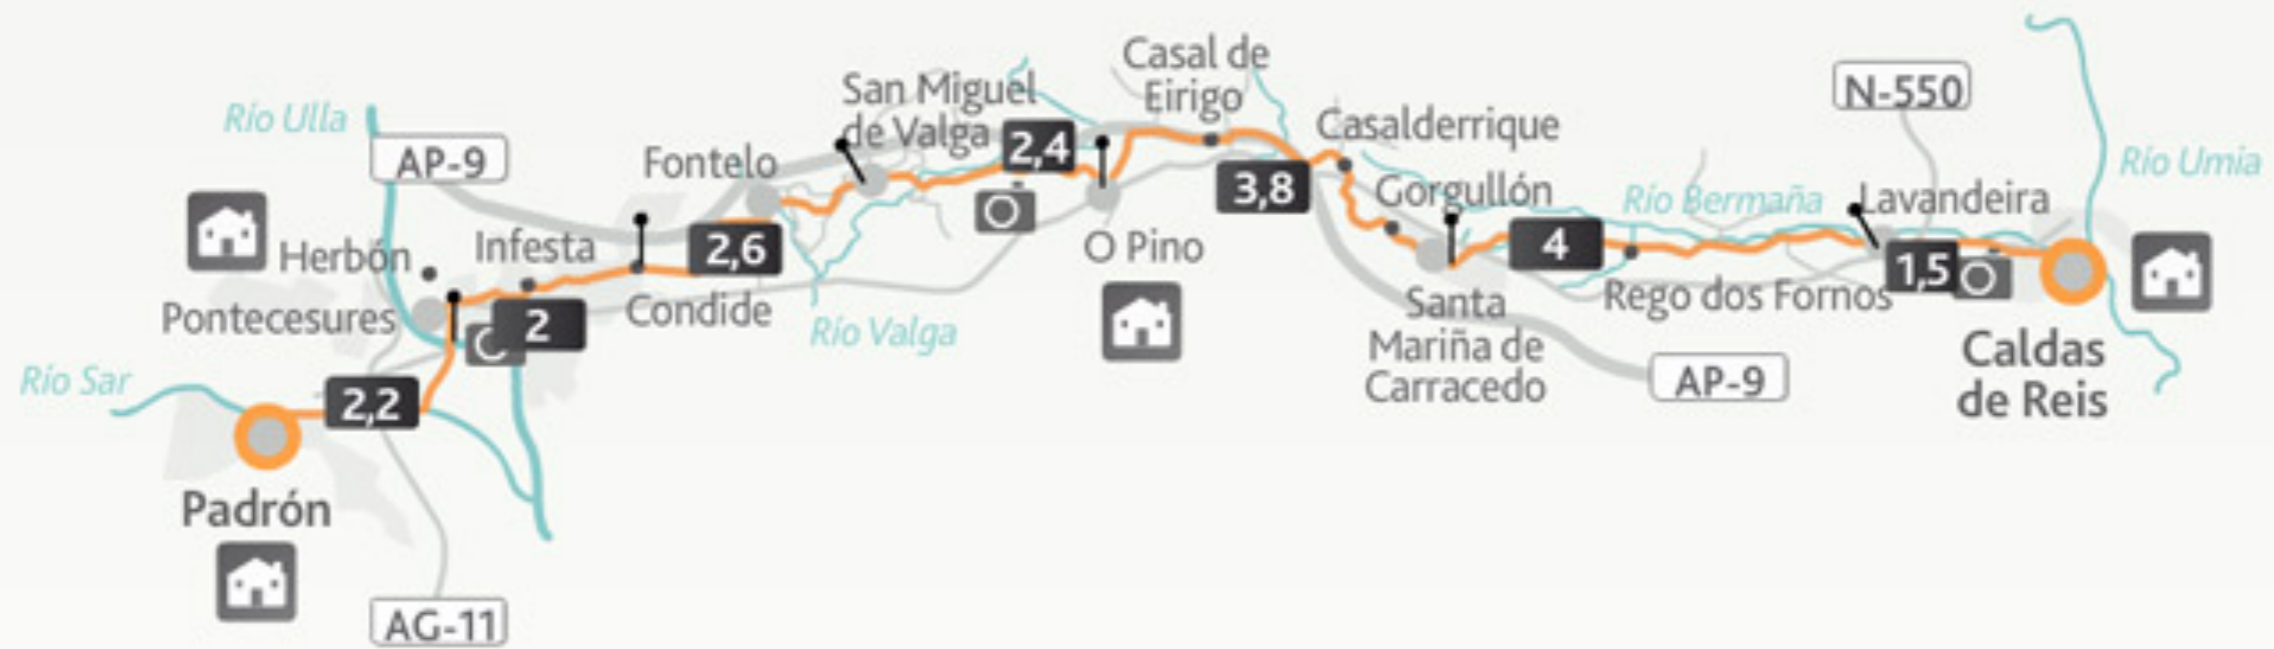 Río Ulla
AP-9
Herbón
Pontecesures
Río Sar
2,2
Padrón
AG-11
Infesta
2
Fontelo
2,6
Condide
San Miguel
de Valga
2,4
Río Valga
Casal de
Eirigo
O Pino
3,8
Casalderrique
Gorgullón
Santa
Mariña de
Carracedo
4
AP-9
Río Bermaña
Rego dos Fornos
N-550
Lavandeira
1,5
Río Umia
Caldas
de Reis